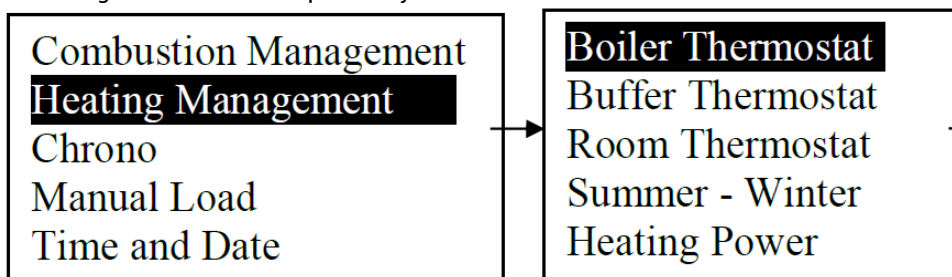 Combustion Management
Heating Management
Chrono
Manual Load
Time and Date
Boiler Thermostat
Buffer Thermostat
Room Thermostat
Summer - Winter
Heating Power